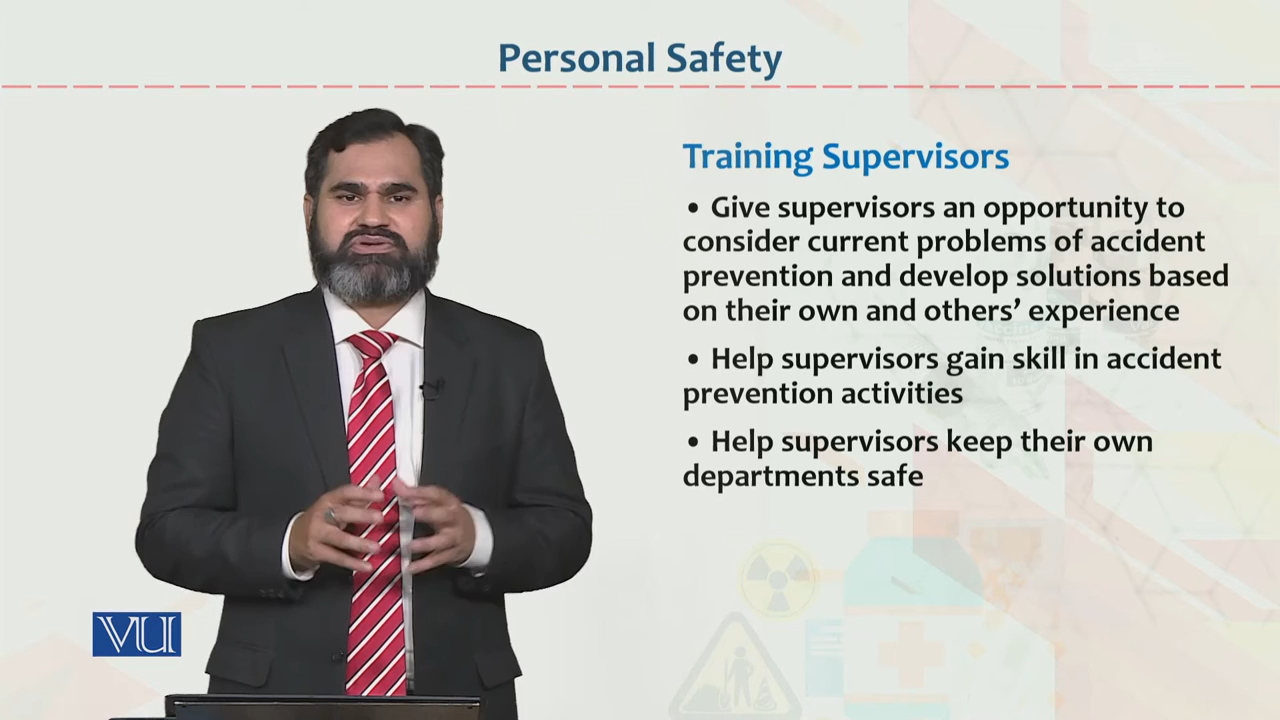 Personal Safety
Training Supervisors
• Give supervisors an opportunity to
consider current problems of accident
prevention and develop solutions based
on their own and others’ experience
• Help supervisors gain skill in accident
prevention activities
• Help supervisors keep their own
departments safe
VU